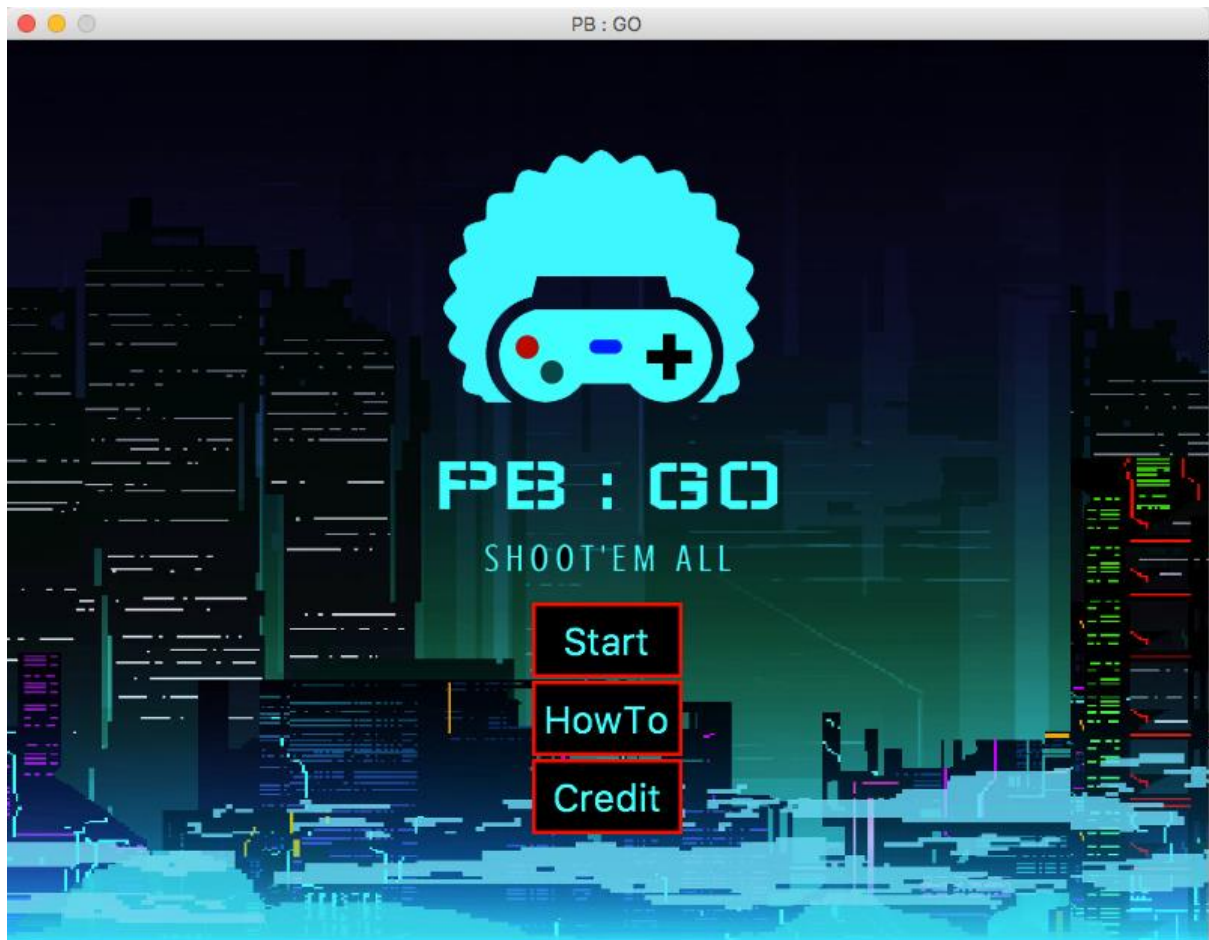 PB : GO
PB : GO
SHOOT'EM ALL
Start
HowTo
Credit